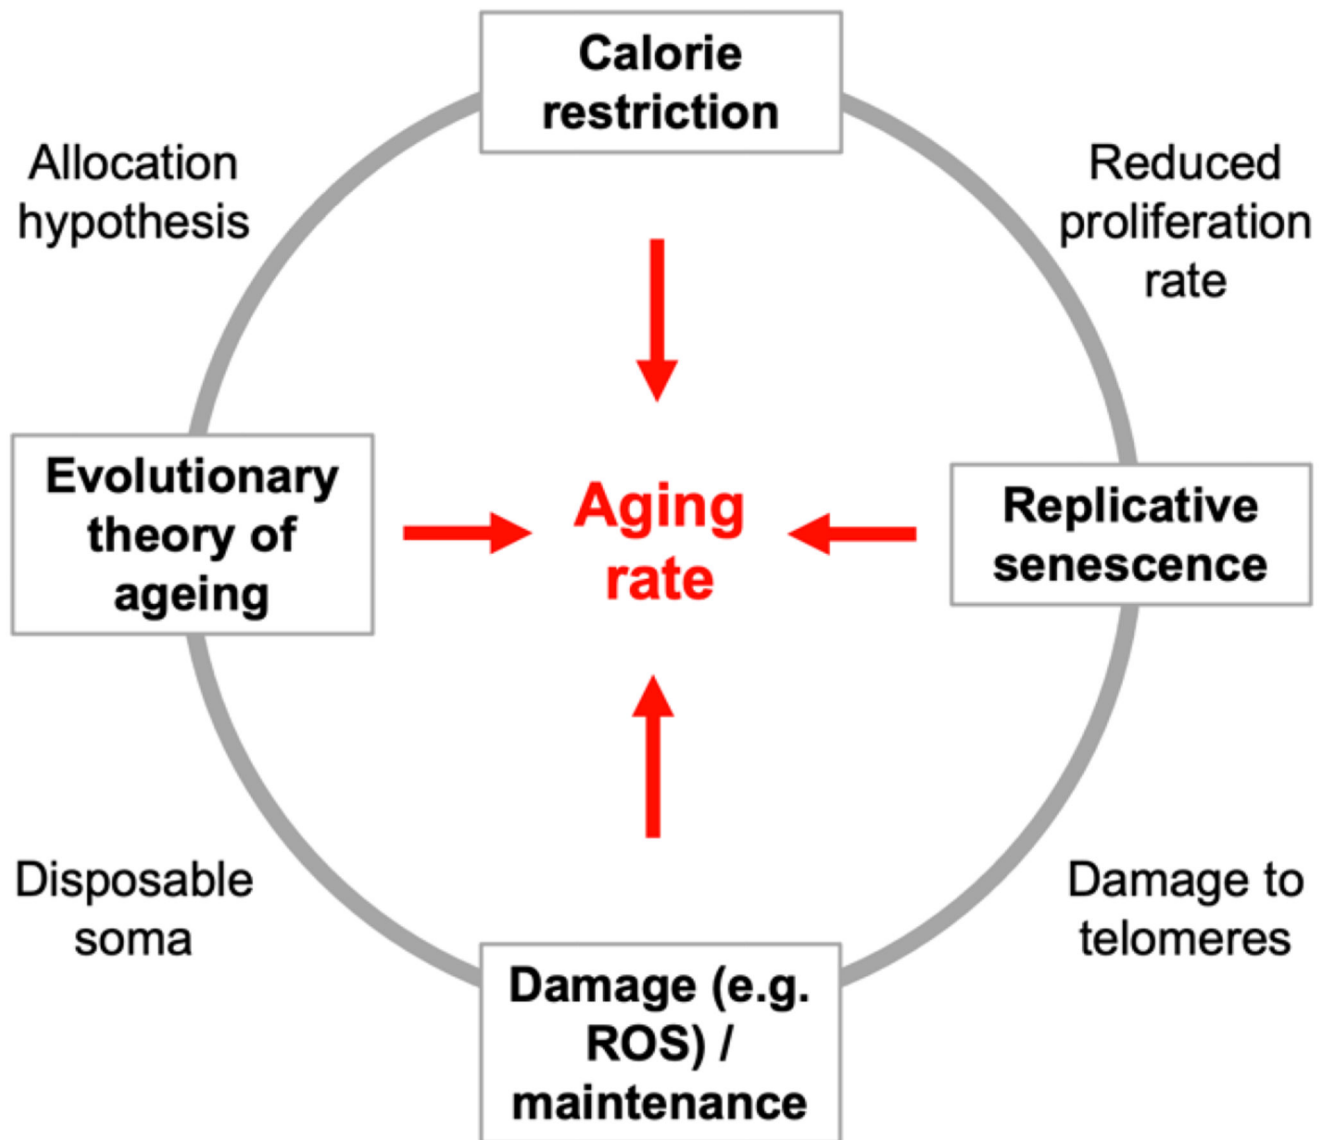 Calorie
restriction
Allocation
hypothesis
Reduced
proliferation
rate
Evolutionary
theory of
ageing
Aging
rate
Replicative
senescence
Disposable
soma
Damage to
telomeres
Damage (e.g.
ROS) /
maintenance